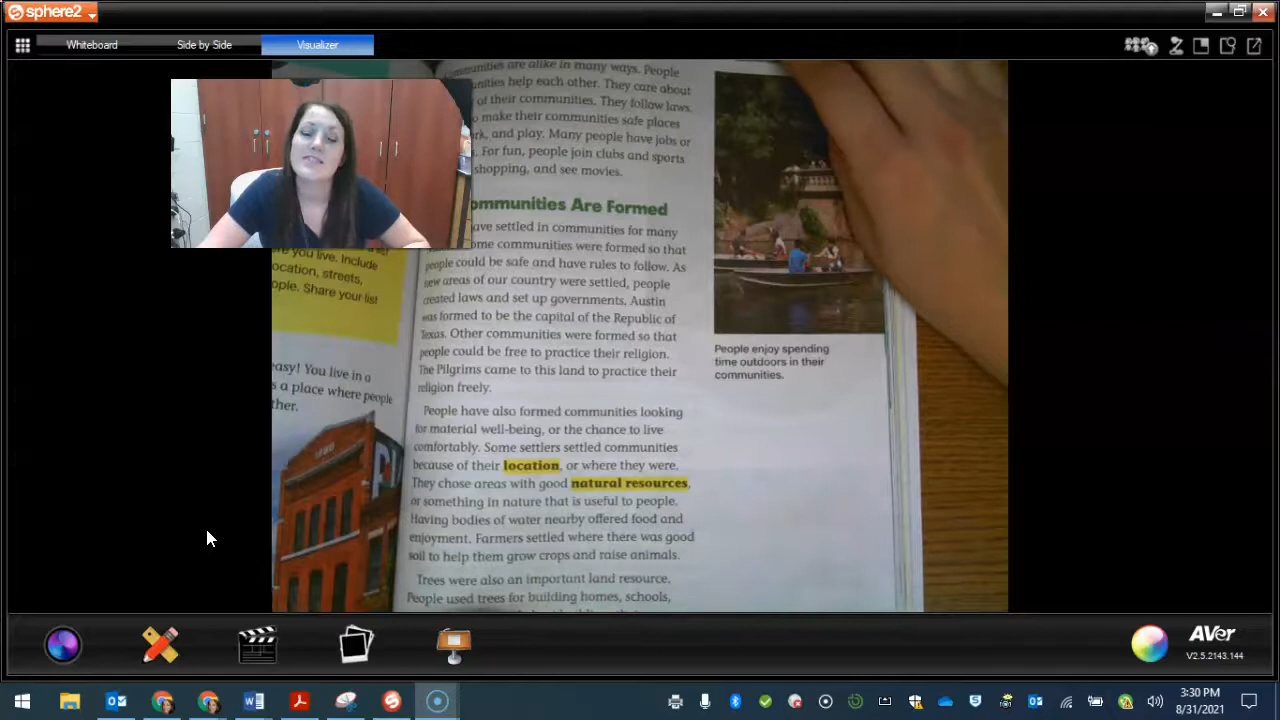 sphere2
Whiteboard
Side by Side
Visualizer
ommunities are alike in many ways. People
unities help each other. They care about
of their communities. They follow laws.
o make their communities safe places
rk, and play. Many people have jobs or
For fun, people join clubs and sports
shopping, and see movies.
ommunities Are Formed
ave settled in communities for many
ome communities were formed so that
people could be safe and have rules to follow. As
new areas of our country were settled, people
created laws and set up governments. Austin
was formed to be the capital of the Republic of
Texas. Other communities were formed so that
people could be free to practice their religion.
The Pilgrims came to this land to practice their
religion freely.
People have also formed communities looking
for material well-being, or the chance to live
comfortably. Some settlers settled communities
because of their location, or where they were.
They chose areas with good natural resources,
or something in nature that is useful to people.
Having bodies of water nearby offered food and
enjoyment. Farmers settled where there was good
soil to help them grow crops and raise animals.
Trees were also an important land resource.
People used trees for building homes, schools,
People enjoy spending
time outdoors in their
communities.
re you live. Include
ocation, streets,
ople. Share your list
easy! You live in a
s a place where people
ther.
AVer
V2.5.2143.144
3:30 PM
8/31/2021